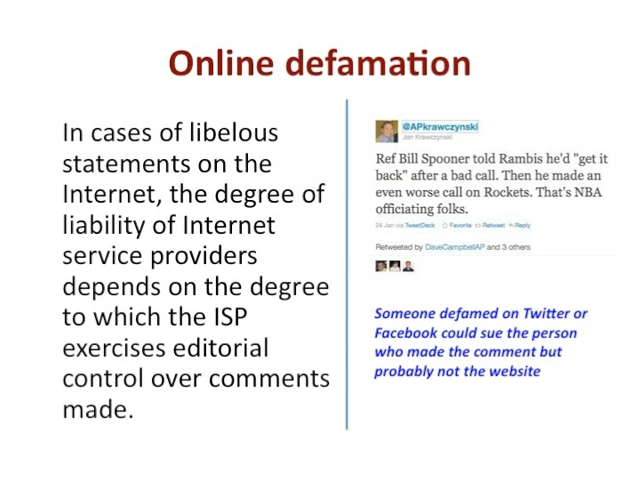 Online defamation
In cases of libelous
statements on the
Internet, the degree of
liability of Internet
service providers
depends on the degree
to which the ISP
exercises editorial
control over comments
made.
@APkrawczynski
Jon Krawczynski
Ref Bill Spooner told Rambis he'd "get it
back" after a bad call. Then he made an
even worse call on Rockets. That's NBA
officiating folks.
24 Jan via TweetDeck Favorite Retweet Reply
Retweeted by DaveCampbellAP and 3 others
Someone defamed on Twitter or
Facebook could sue the person
who made the comment but
probably not the website